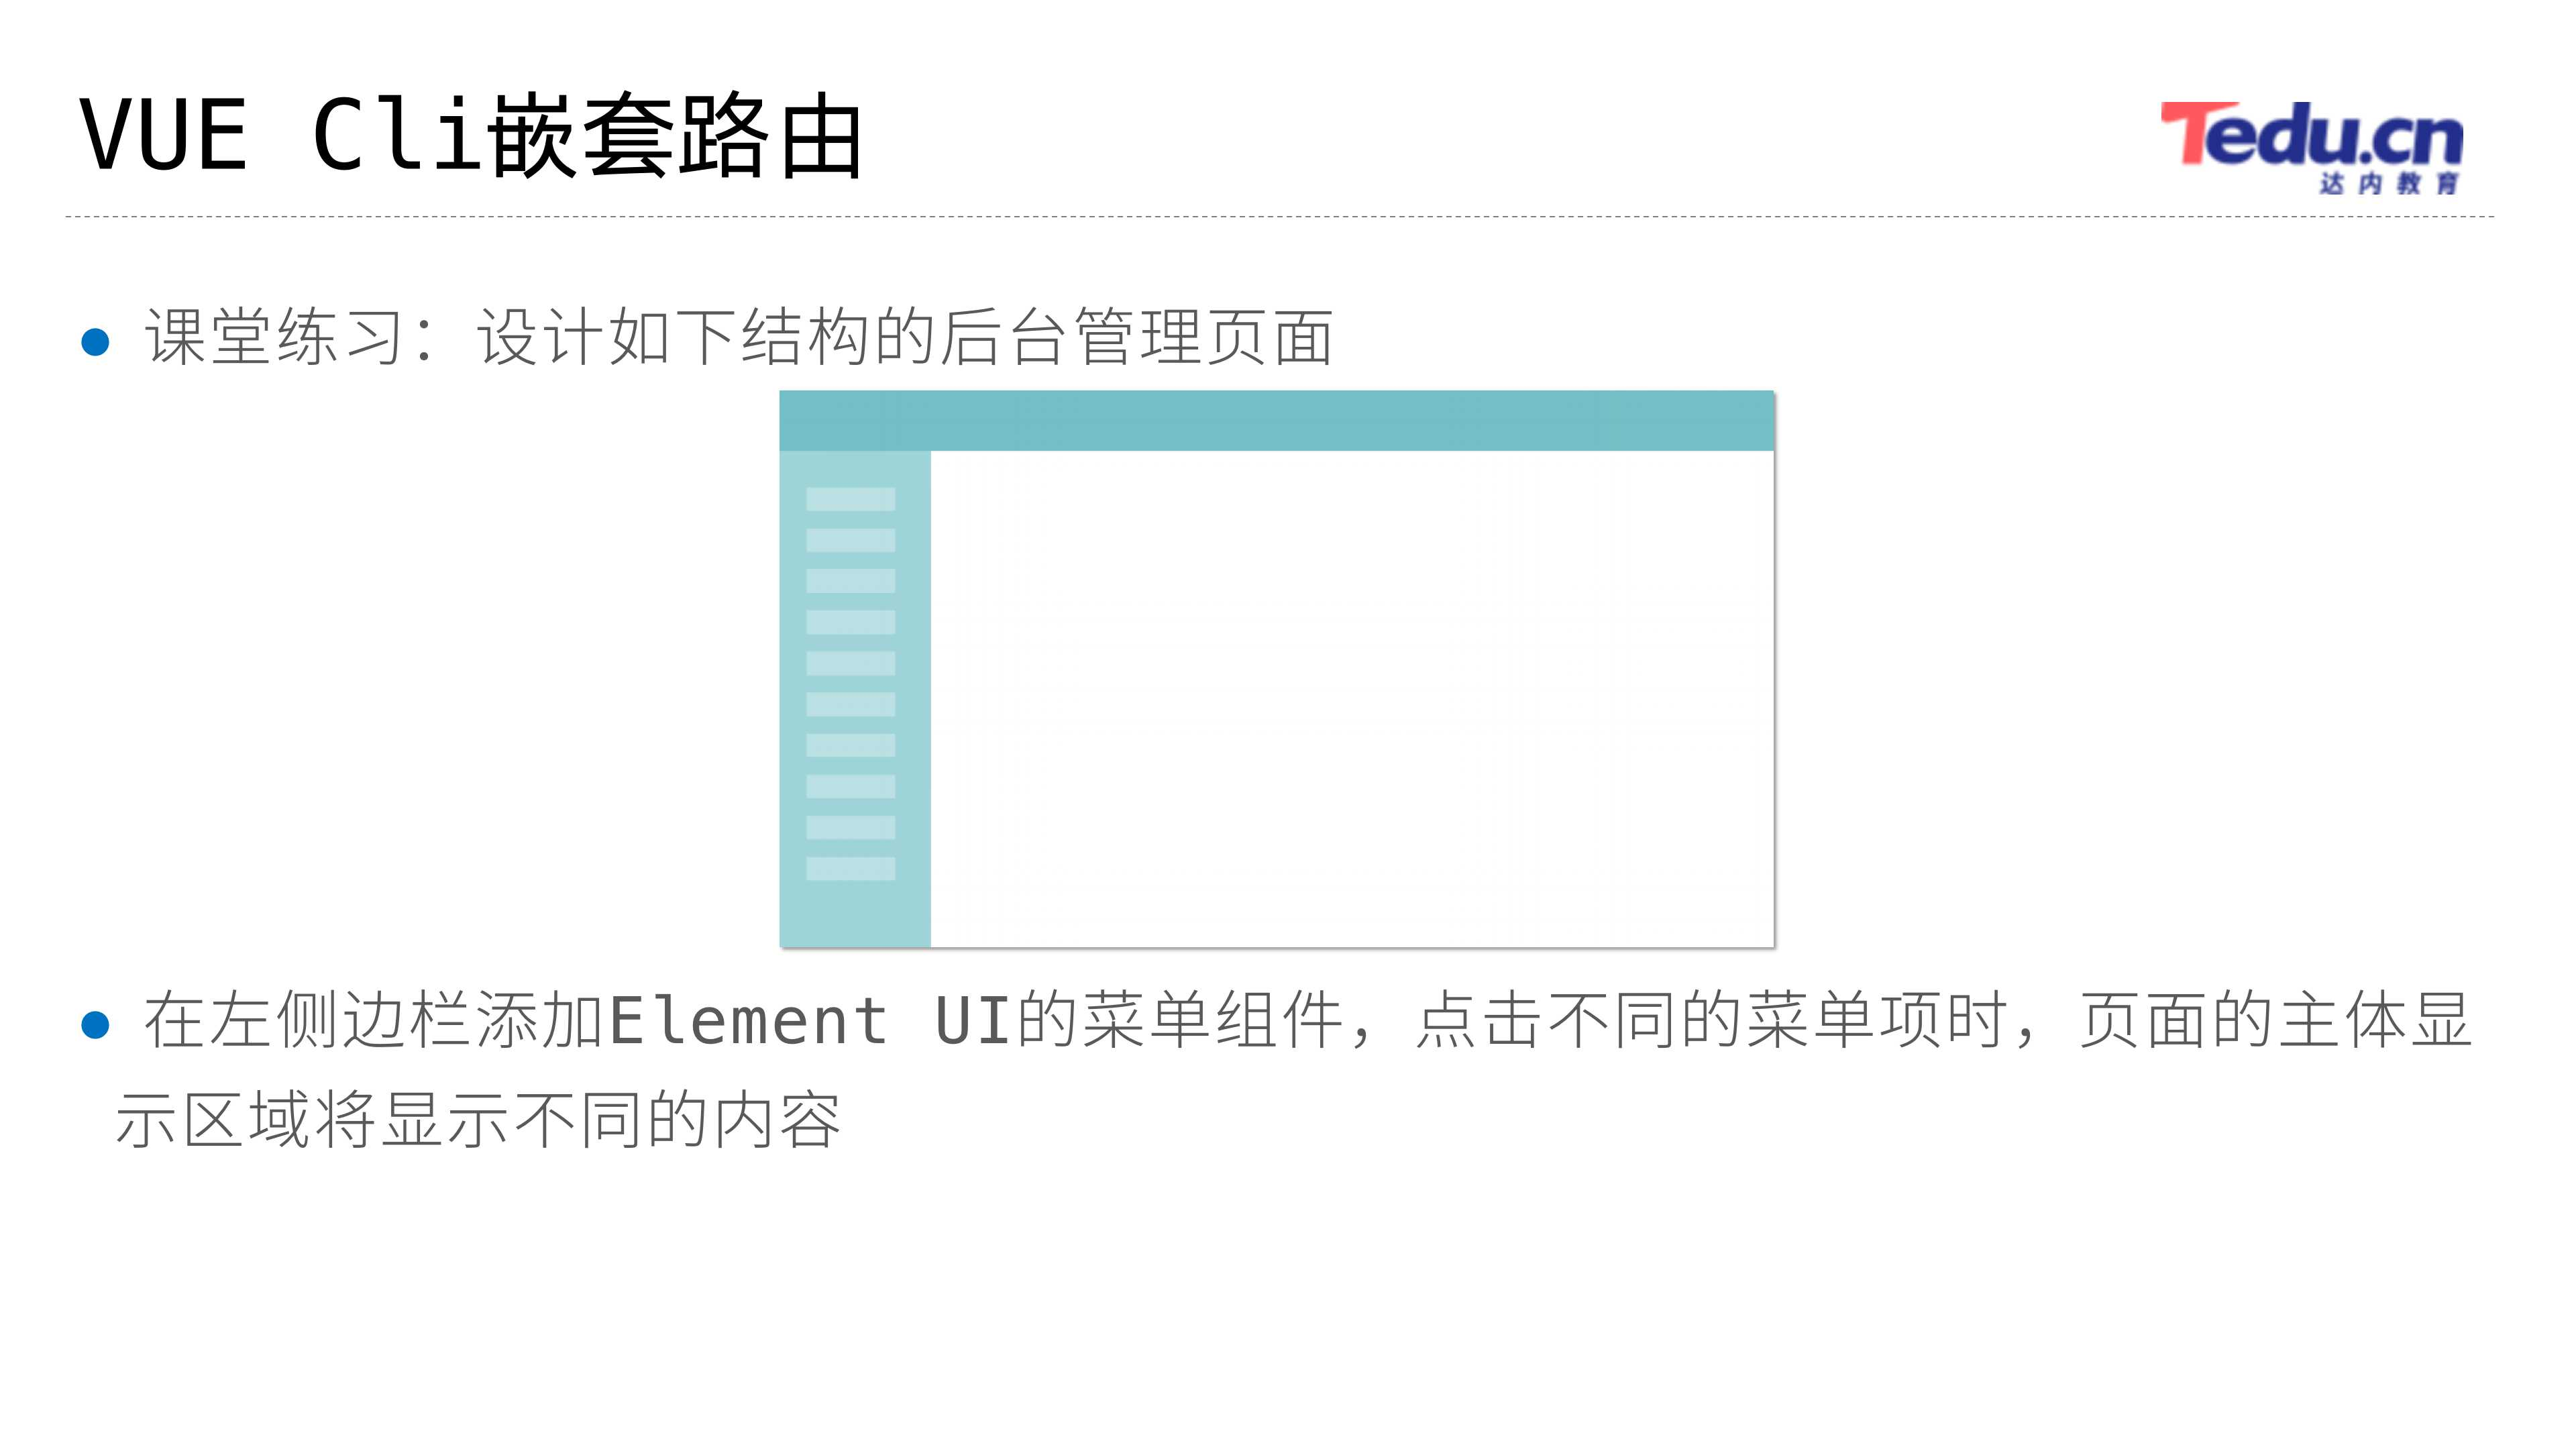 VUE Cli嵌套路由
Tedu.cn
达内教育
课堂练习：设计如下结构的后台管理页面
在左侧边栏添加Element UI的菜单组件，点击不同的菜单项时，页面的主体显
示区域将显示不同的内容